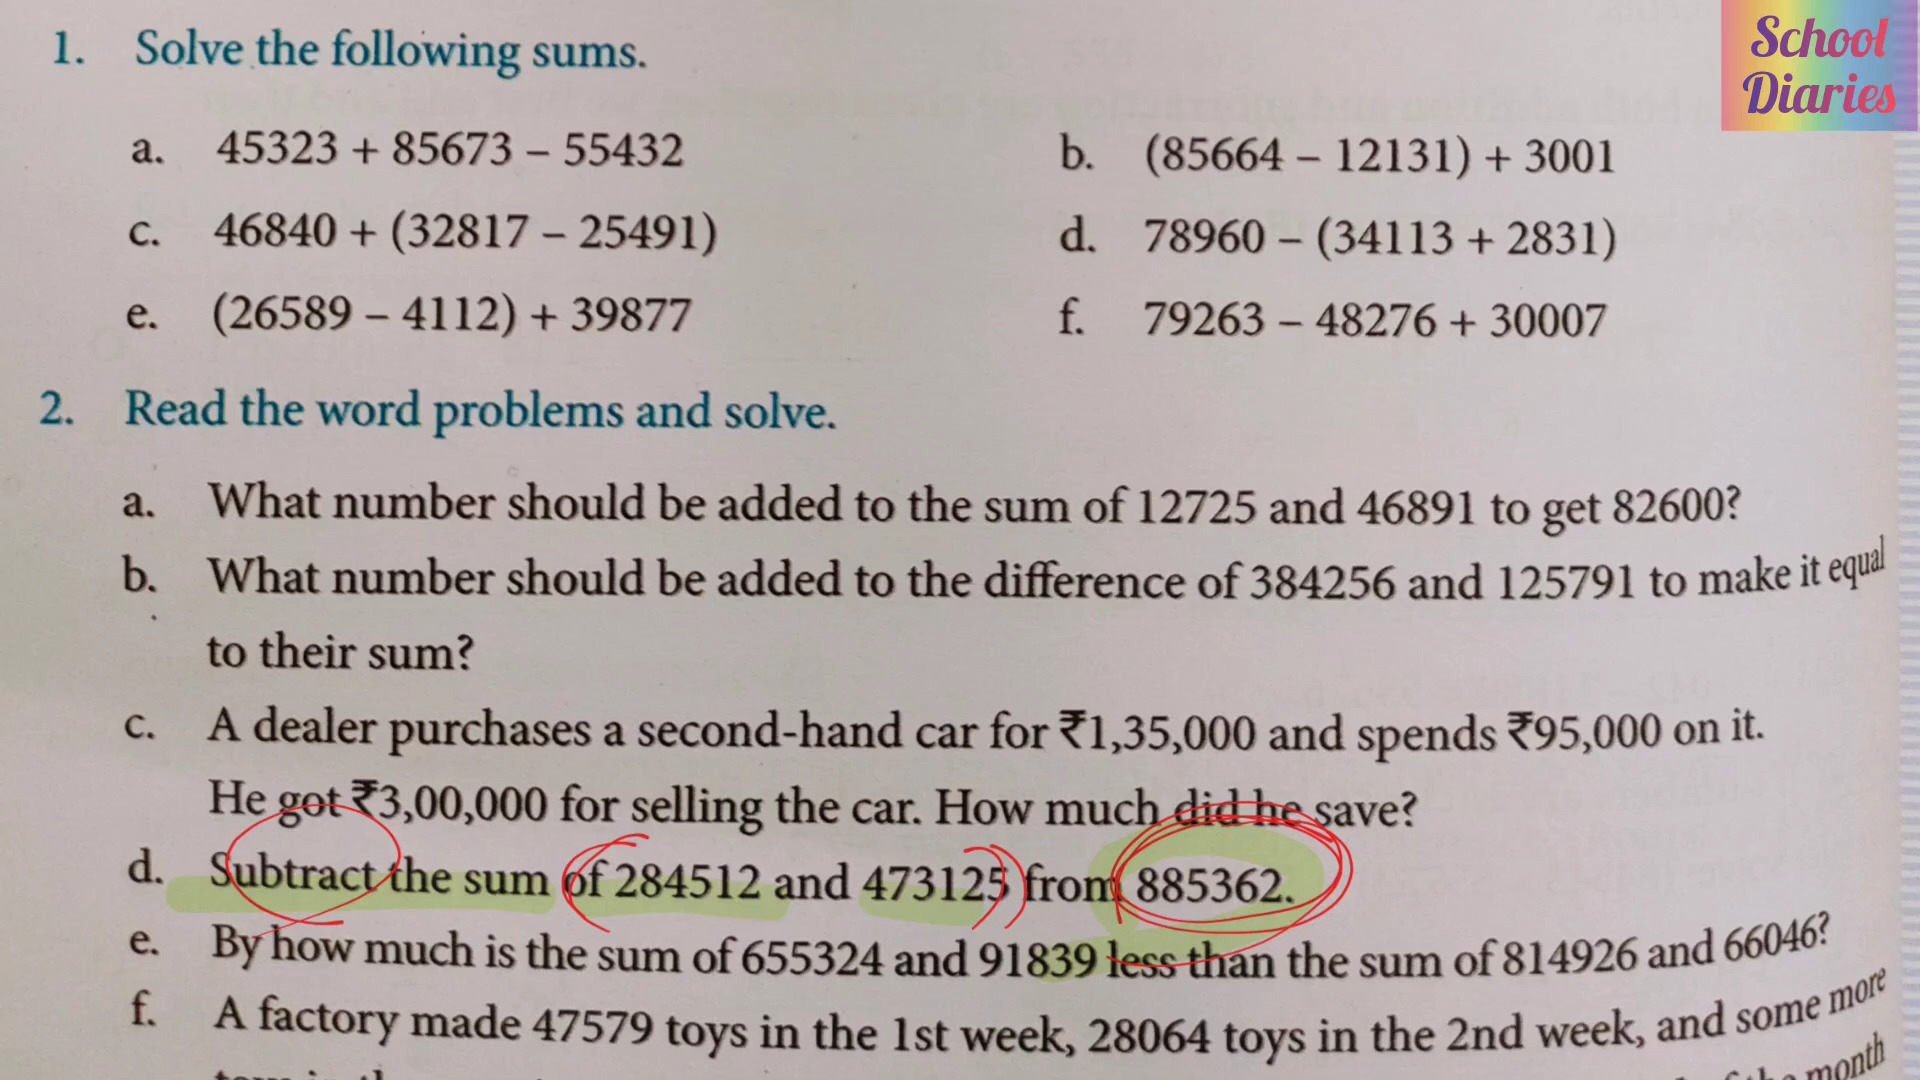 School
Diaries
1. Solve the following sums.
a. 45323 + 85673 – 55432
b. (85664 – 12131) + 3001
c. 46840 + (32817 – 25491)
d. 78960 – (34113 + 2831)
e. (26589 – 4112) + 39877
f. 79263 – 48276 + 30007
2. Read the word problems and solve.
a. What number should be added to the sum of 12725 and 46891 to get 82600?
b. What number should be added to the difference of 384256 and 125791 to make it equal
to their sum?
c. A dealer purchases a second-hand car for ₹1,35,000 and spends ₹95,000 on it.
He got ₹3,00,000 for selling the car. How much did he save?
d. Subtract the sum of 284512 and 473125 from 885362.
e. By how much is the sum of 655324 and 91839 less than the sum of 814926 and 66046?
f. A factory made 47579 toys in the 1st week, 28064 toys in the 2nd week, and some more
month